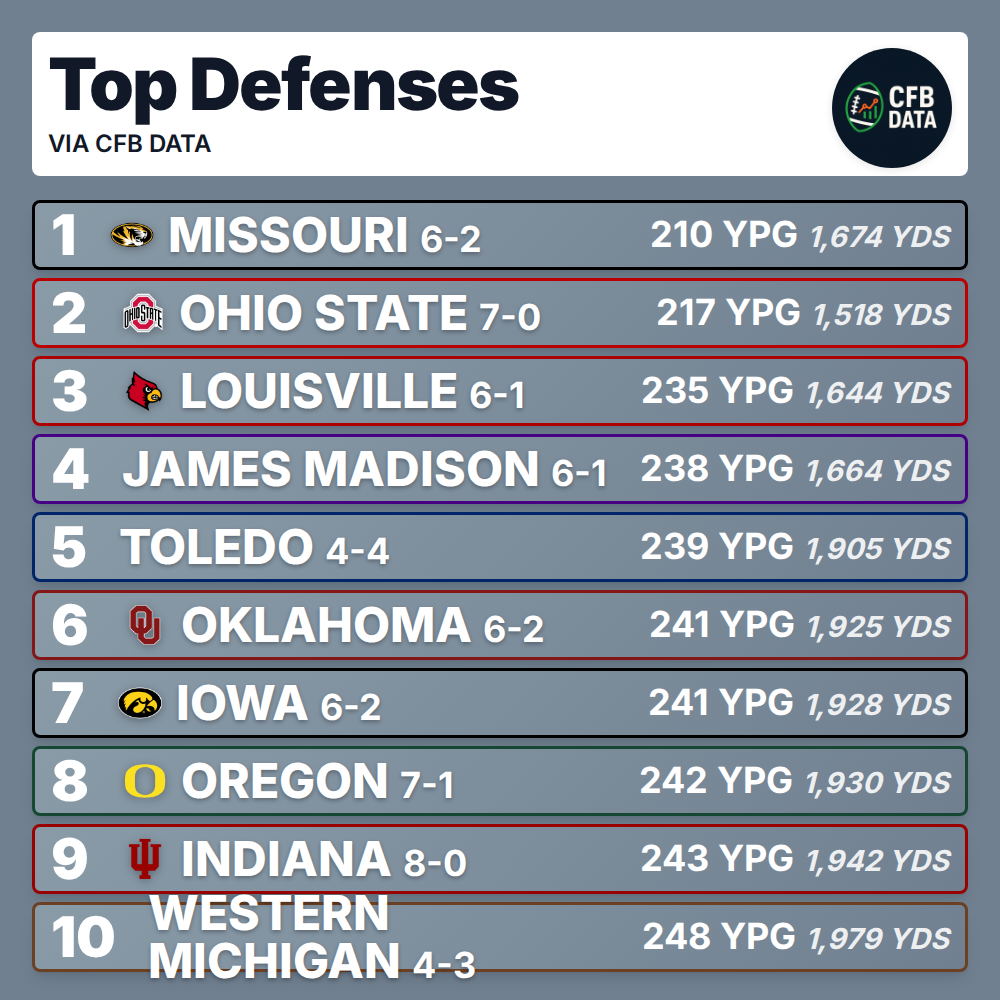 Top Defenses
VIA CFB DATA
CFB
DATA
1 MISSOURI 6-2 210 YPG 1,674 YDS
2 OHIO STATE OHIO STATE 7-0 217 YPG 1,518 YDS
3 LOUISVILLE 6-1 235 YPG 1,644 YDS
4 JAMES MADISON 6-1 238 YPG 1,664 YDS
5 TOLEDO 4-4 239 YPG 1,905 YDS
6 OU OKLAHOMA 6-2 241 YPG 1,925 YDS
7 IOWA 6-2 241 YPG 1,928 YDS
8 O OREGON 7-1 242 YPG 1,930 YDS
9 INDIANA 8-0 243 YPG 1,942 YDS
10 WESTERN
MICHIGAN 4-3 248 YPG 1,979 YDS